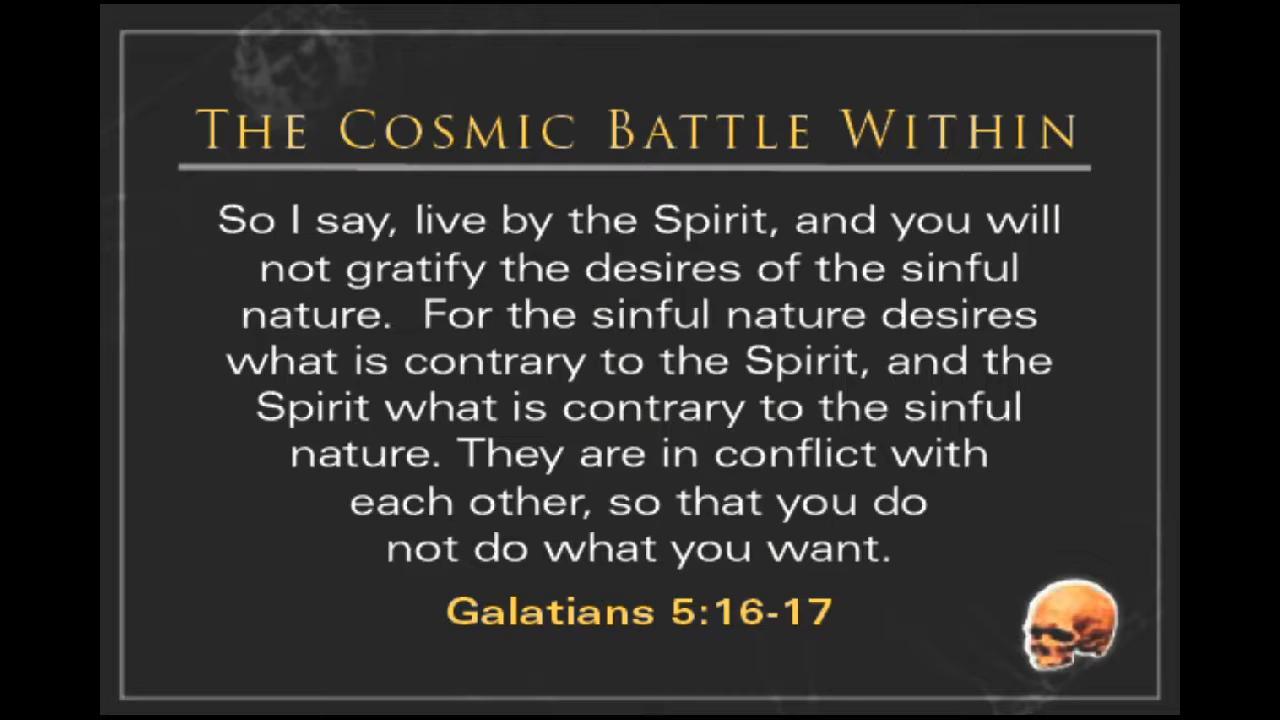 The Cosmic Battle Within
So I say, live by the Spirit, and you will
not gratify the desires of the sinful
nature.  For the sinful nature desires
what is contrary to the Spirit, and the
Spirit what is contrary to the sinful
nature. They are in conflict with
each other, so that you do
not do what you want.
Galatians 5:16-17